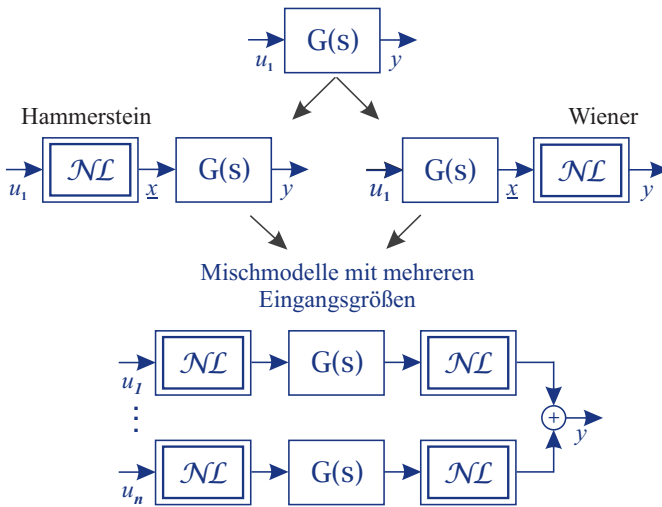 G(s)
u₁ y
Hammerstein Wiener
NL G(s) G(s) NL
u₁ x y u₁ x y
Mischmodelle mit mehreren
Eingangsgrößen
NL G(s) NL
u₁
+
y
NL G(s) NL
uₙ